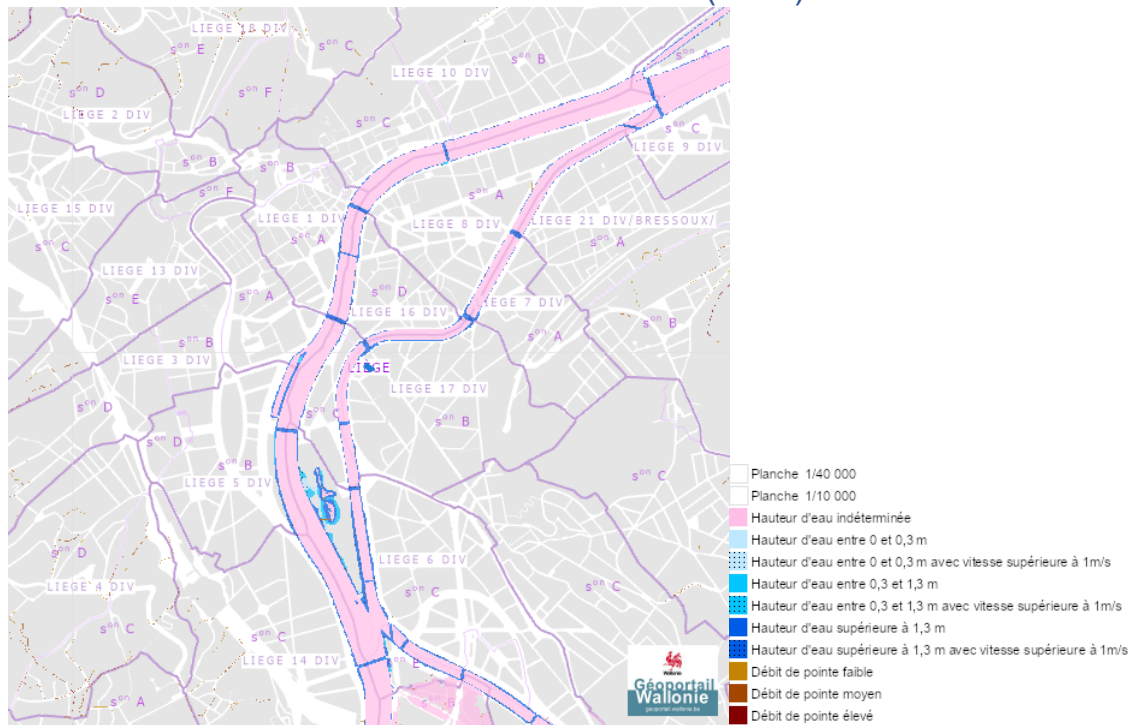 LIEGE 18 DIV
sᵒⁿ E
sᵒⁿ C
sᵒⁿ B
sᵒⁿ A
LIEGE 10 DIV
sᵒⁿ D
sᵒⁿ F
LIEGE 2 DIV
sᵒⁿ C
sᵒⁿ C
LIEGE 9 DIV
sᵒⁿ B
sᵒⁿ B
sᵒⁿ F
sᵒⁿ A
LIEGE 15 DIV
LIEGE 1 DIV
LIEGE 8 DIV
LIEGE 21 DIV/BRESSOUX/
sᵒⁿ C
sᵒⁿ A
sᵒⁿ A
LIEGE 13 DIV
sᵒⁿ E
sᵒⁿ A
sᵒⁿ D
LIEGE 7 DIV
LIEGE 16 DIV
sᵒⁿ B
sᵒⁿ A
sᵒⁿ B
LIEGE 3 DIV
LIÈGE
LIEGE 17 DIV
sᵒⁿ D
sᵒⁿ C
sᵒⁿ B
sᵒⁿ D
sᵒⁿ B
sᵒⁿ C
LIEGE 5 DIV
sᵒⁿ D
LIEGE 6 DIV
LIEGE 4 DIV
sᵒⁿ C
sᵒⁿ C
sᵒⁿ C
LIEGE 14 DIV
sᵒⁿ E
sᵒⁿ A
Wallonie
Géoportail
Wallonie
geoportail.wallonie.be
Planche 1/40 000
Planche 1/10 000
Hauteur d'eau indéterminée
Hauteur d'eau entre 0 et 0,3 m
Hauteur d'eau entre 0 et 0,3 m avec vitesse supérieure à 1m/s
Hauteur d'eau entre 0,3 et 1,3 m
Hauteur d'eau entre 0,3 et 1,3 m avec vitesse supérieure à 1m/s
Hauteur d'eau supérieure à 1,3 m
Hauteur d'eau supérieure à 1,3 m avec vitesse supérieure à 1m/s
Débit de pointe faible
Débit de pointe moyen
Débit de pointe élevé